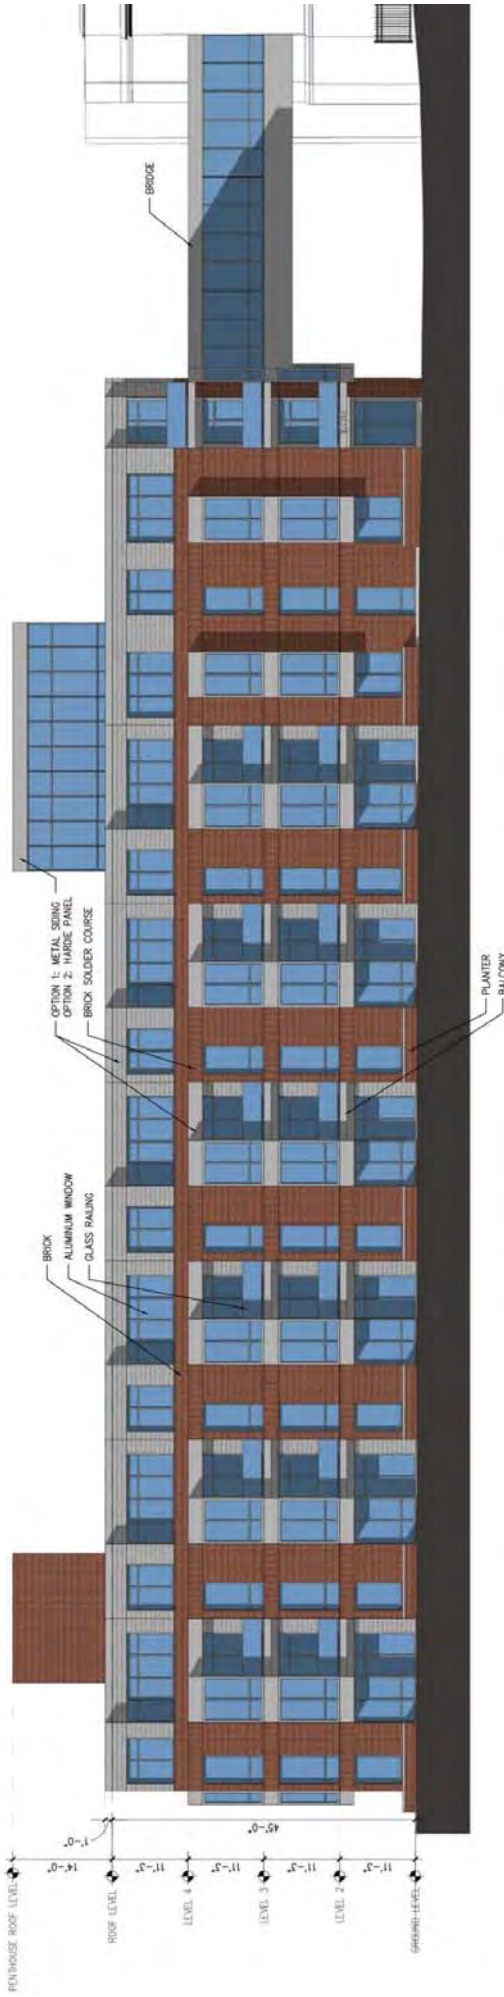 BRIDGE
OPTION 1: METAL SIDING
OPTION 2: HARDIE PANEL
BRICK SOLDIER COURSE
BRICK
ALUMINUM WINDOW
GLASS RAILING
PLANTER
BALCONY
PENTHOUSE ROOF LEVEL
14'-0"
1'-0"
ROOF LEVEL
11'-3"
LEVEL 4
11'-3"
45'-0"
LEVEL 3
11'-3"
LEVEL 2
11'-3"
GROUND LEVEL